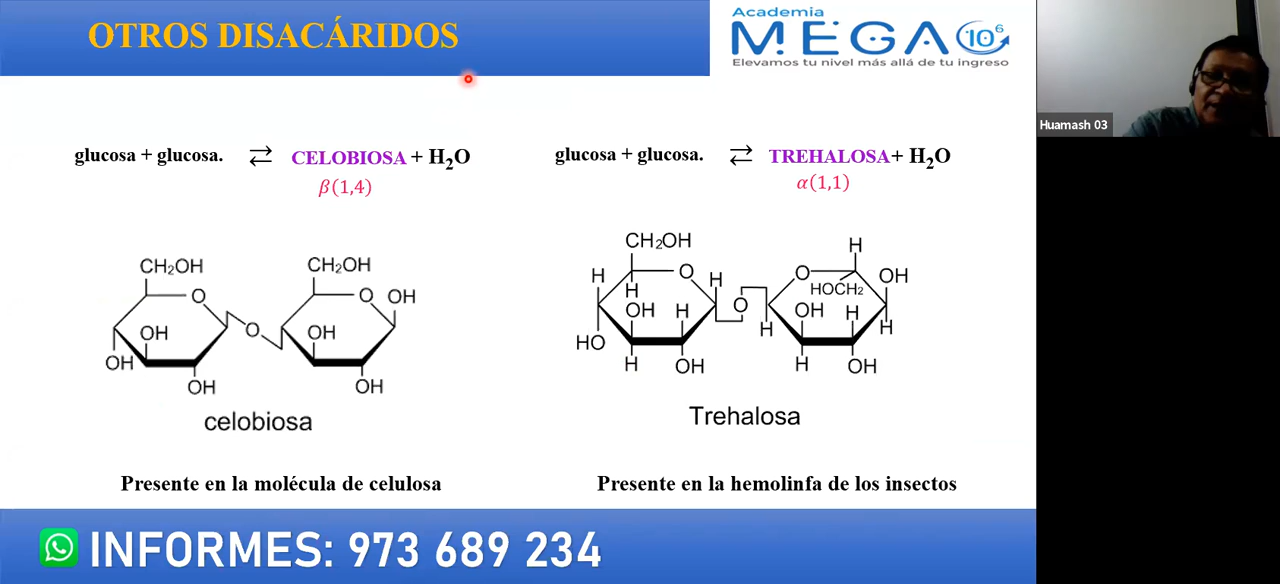 OTROS DISACÁRIDOS
Academia
MEGA 10⁶
Elevamos tu nivel más allá de tu ingreso
Huamash 03
glucosa + glucosa. ⇄ CELOBIOSA + H₂O
β(1,4)
glucosa + glucosa. ⇄ TREHALOSA+ H₂O
α(1,1)
CH₂OH
CH₂OH
O
O
OH
O
OH
OH
OH
OH
OH
celobiosa
CH₂OH
H
H
O
H
O
OH
H
HOCH₂
H
O
OH
H
OH
H
HO
H
H
H
OH
H
OH
Trehalosa
Presente en la molécula de celulosa
Presente en la hemolinfa de los insectos
INFORMES: 973 689 234